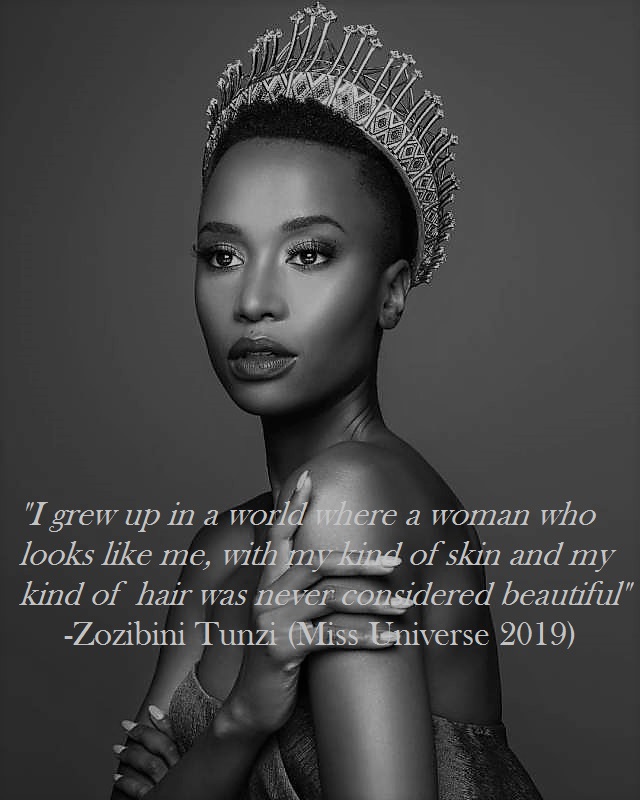 "I grew up in a world where a woman who
looks like me, with my kind of skin and my
kind of  hair was never considered beautiful"
-Zozibini Tunzi (Miss Universe 2019)